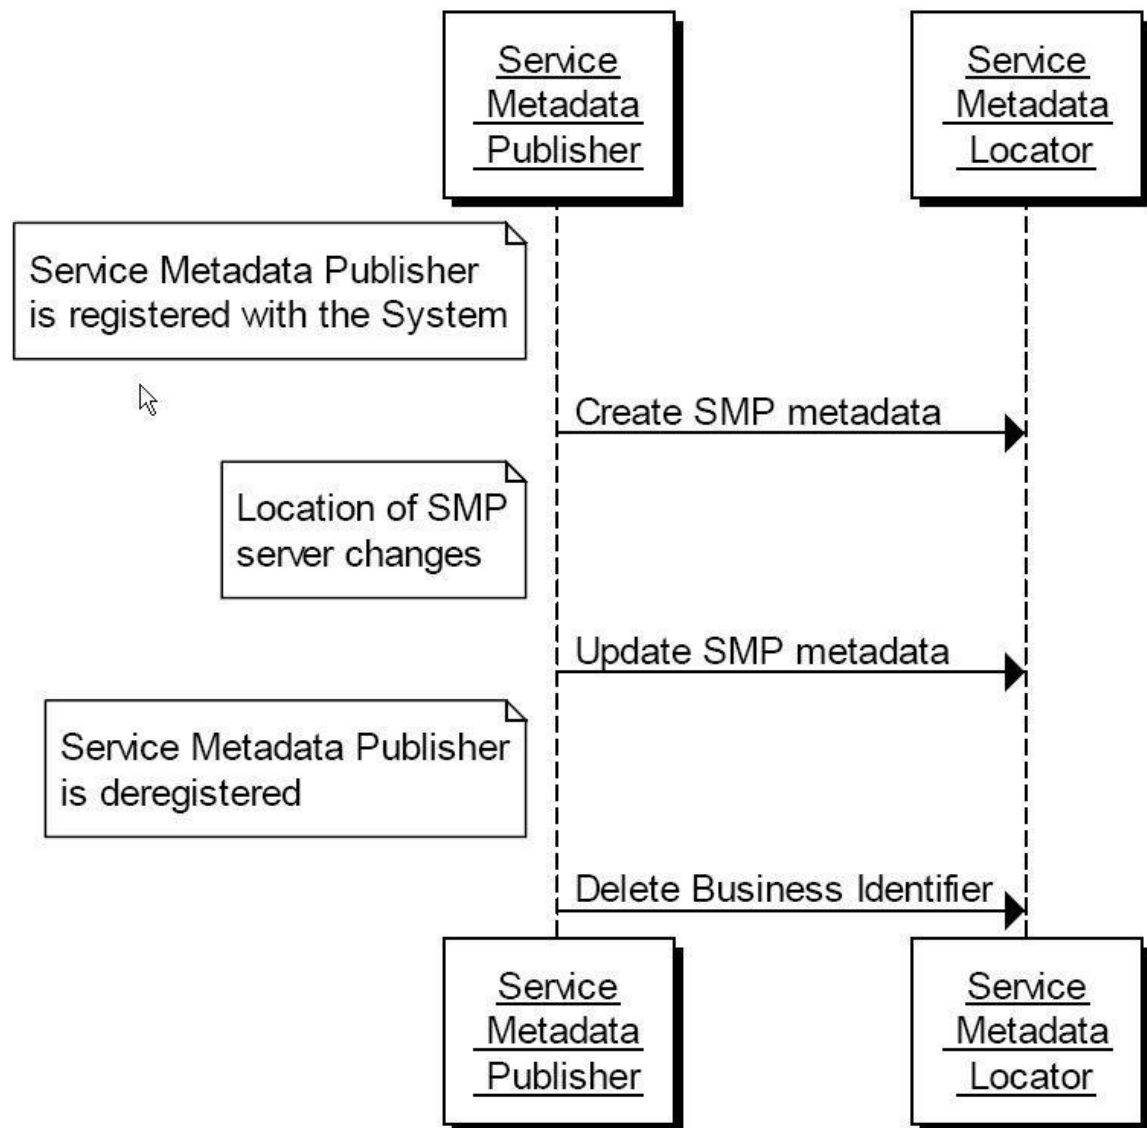 Service
Metadata
Publisher
Service
Metadata
Locator
Service Metadata Publisher
is registered with the System
Create SMP metadata
Location of SMP
server changes
Update SMP metadata
Service Metadata Publisher
is deregistered
Delete Business Identifier
Service
Metadata
Publisher
Service
Metadata
Locator